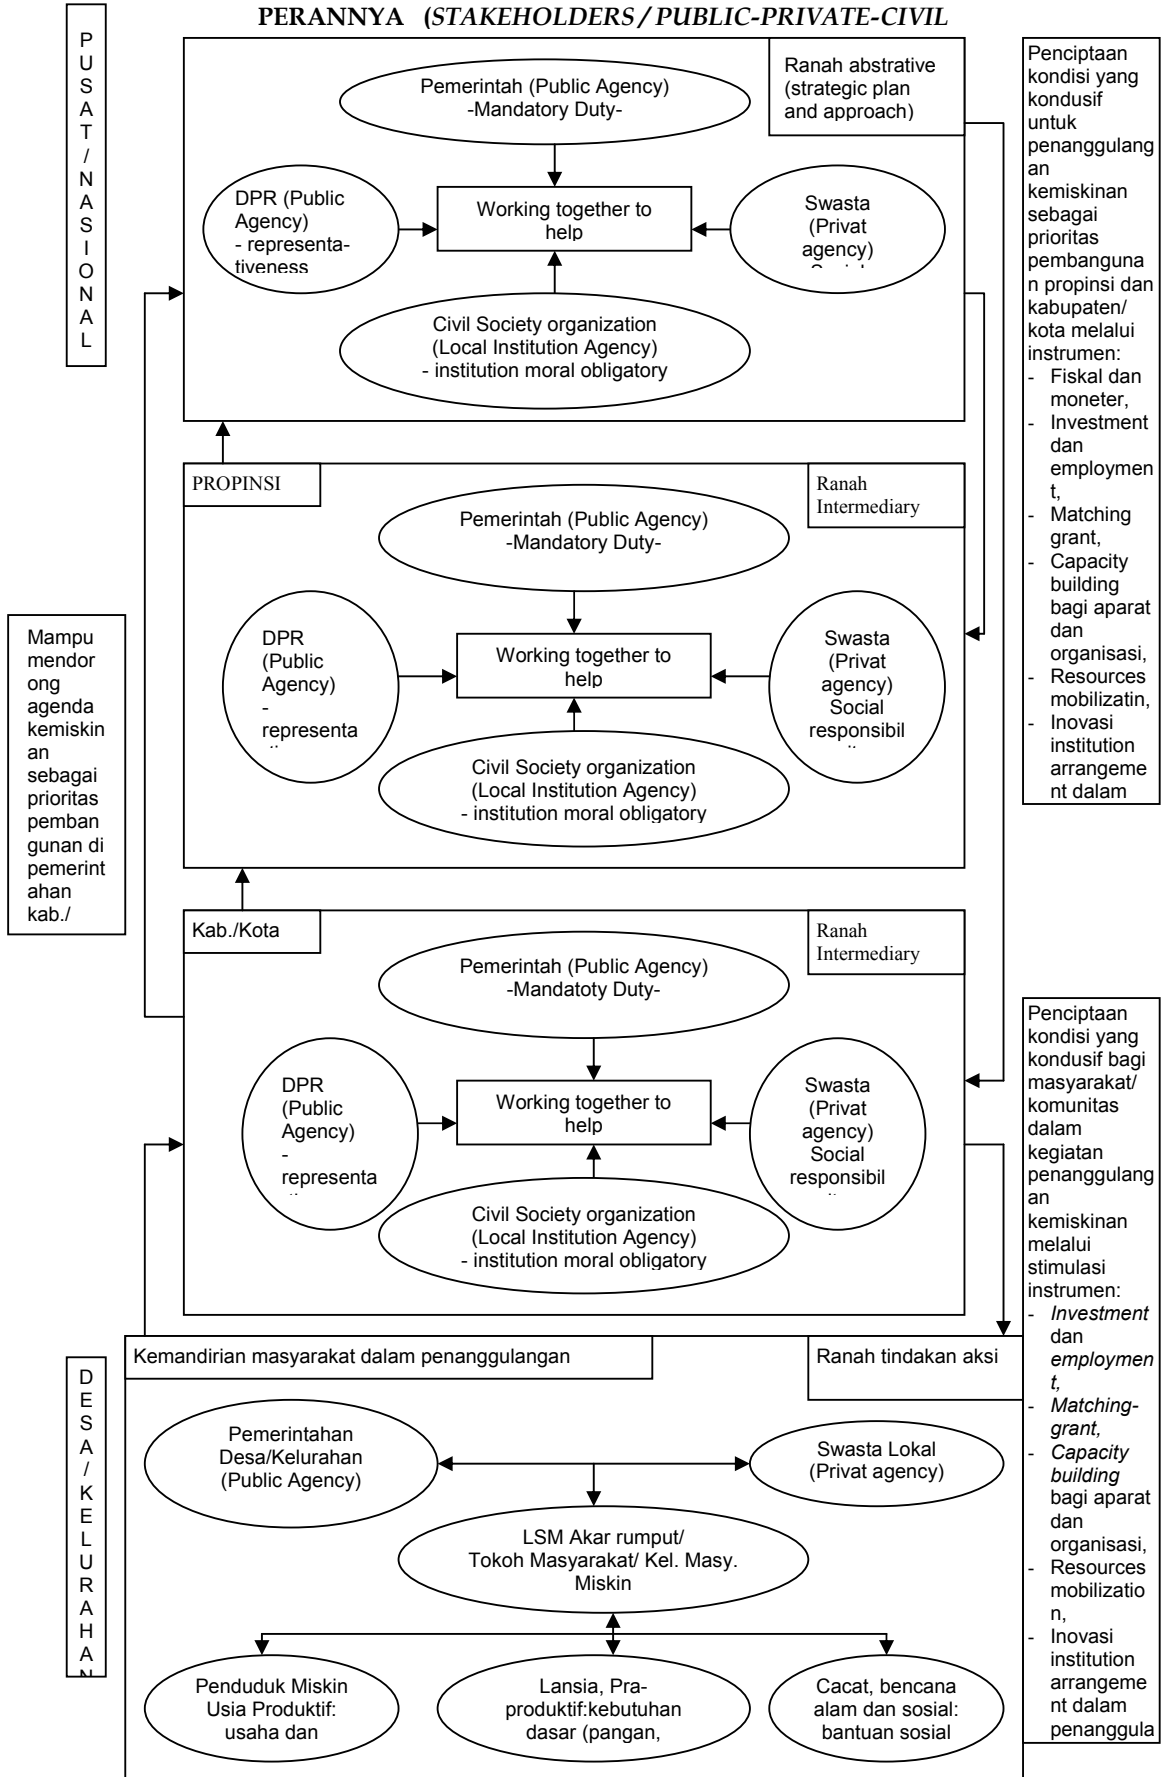 PERANNYA (STAKEHOLDERS / PUBLIC-PRIVATE-CIVIL
P
U
S
A
T
/
N
A
S
I
O
N
A
L
Pemerintah (Public Agency)
-Mandatory Duty-
Ranah abstrative
(strategic plan
and approach)
DPR (Public
Agency)
- representa-
tiveness
Working together to
help
Swasta
(Privat
agency)
Civil Society organization
(Local Institution Agency)
- institution moral obligatory
Penciptaan
kondisi yang
kondusif
untuk
penanggulang
an
kemiskinan
sebagai
prioritas
pembanguna
n propinsi dan
kabupaten/
kota melalui
instrumen:
- Fiskal dan
moneter,
- Investment
dan
employmen
t,
- Matching
grant,
- Capacity
building
bagi aparat
dan
organisasi,
- Resources
mobilizatin,
- Inovasi
institution
arrangeme
nt dalam
PROPINSI
Ranah
Intermediary
Pemerintah (Public Agency)
-Mandatory Duty-
DPR
(Public
Agency)
-
representa
Working together to
help
Swasta
(Privat
agency)
Social
responsibil
Civil Society organization
(Local Institution Agency)
- institution moral obligatory
Mampu
mendor
ong
agenda
kemiskin
an
sebagai
prioritas
pemban
gunan di
pemerint
ahan
kab./
Kab./Kota
Ranah
Intermediary
Pemerintah (Public Agency)
-Mandatoty Duty-
DPR
(Public
Agency)
-
representa
Working together to
help
Swasta
(Privat
agency)
Social
responsibil
Civil Society organization
(Local Institution Agency)
- institution moral obligatory
Penciptaan
kondisi yang
kondusif bagi
masyarakat/
komunitas
dalam
kegiatan
penanggulang
an
kemiskinan
melalui
stimulasi
instrumen:
- Investment
dan
employmen
t,
- Matching-
grant,
- Capacity
building
bagi aparat
dan
organisasi,
- Resources
mobilizatio
n,
- Inovasi
institution
arrangeme
nt dalam
penanggula
D
E
S
A
/
K
E
L
U
R
A
H
A
N
Kemandirian masyarakat dalam penanggulangan
Ranah tindakan aksi
Pemerintahan
Desa/Kelurahan
(Public Agency)
Swasta Lokal
(Privat agency)
LSM Akar rumput/
Tokoh Masyarakat/ Kel. Masy.
Miskin
Penduduk Miskin
Usia Produktif:
usaha dan
Lansia, Pra-
produktif:kebutuhan
dasar (pangan,
Cacat, bencana
alam dan sosial:
bantuan sosial